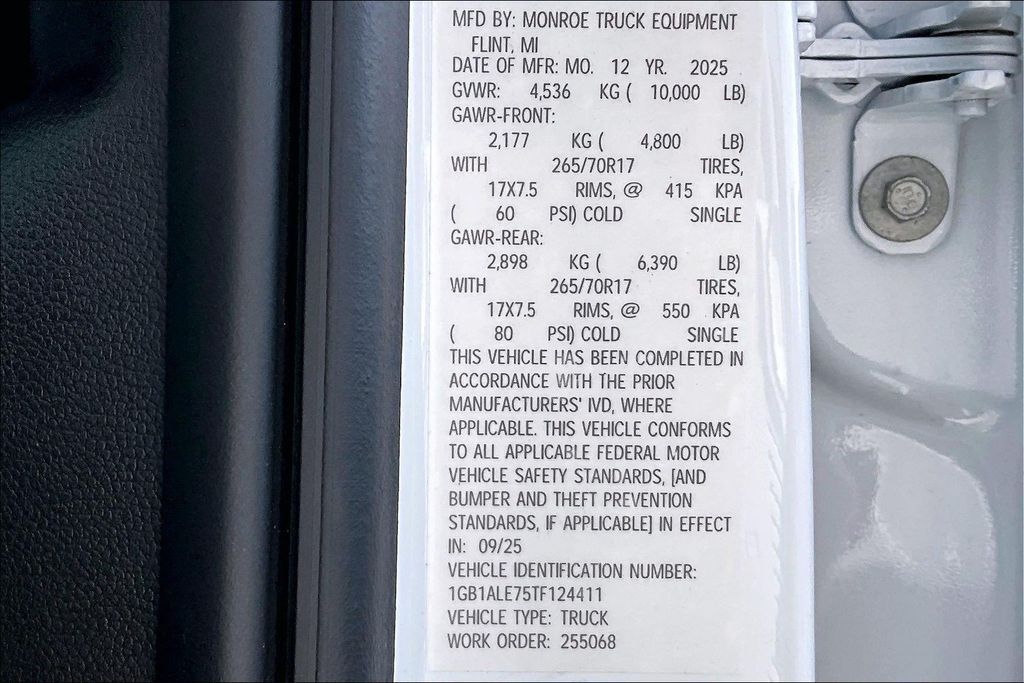 MFD BY: MONROE TRUCK EQUIPMENT
FLINT, MI
DATE OF MFR: MO. 12 YR. 2025
GVWR: 4,536 KG ( 10,000 LB)
GAWR-FRONT:
2,177 KG ( 4,800 LB)
WITH 265/70R17 TIRES,
17X7.5 RIMS, @ 415 KPA
( 60 PSI) COLD SINGLE
GAWR-REAR:
2,898 KG ( 6,390 LB)
WITH 265/70R17 TIRES,
17X7.5 RIMS, @ 550 KPA
( 80 PSI) COLD SINGLE
THIS VEHICLE HAS BEEN COMPLETED IN
ACCORDANCE WITH THE PRIOR
MANUFACTURERS' IVD, WHERE
APPLICABLE. THIS VEHICLE CONFORMS
TO ALL APPLICABLE FEDERAL MOTOR
VEHICLE SAFETY STANDARDS, [AND
BUMPER AND THEFT PREVENTION
STANDARDS, IF APPLICABLE] IN EFFECT
IN: 09/25
VEHICLE IDENTIFICATION NUMBER:
1GB1ALE75TF124411
VEHICLE TYPE: TRUCK
WORK ORDER: 255068